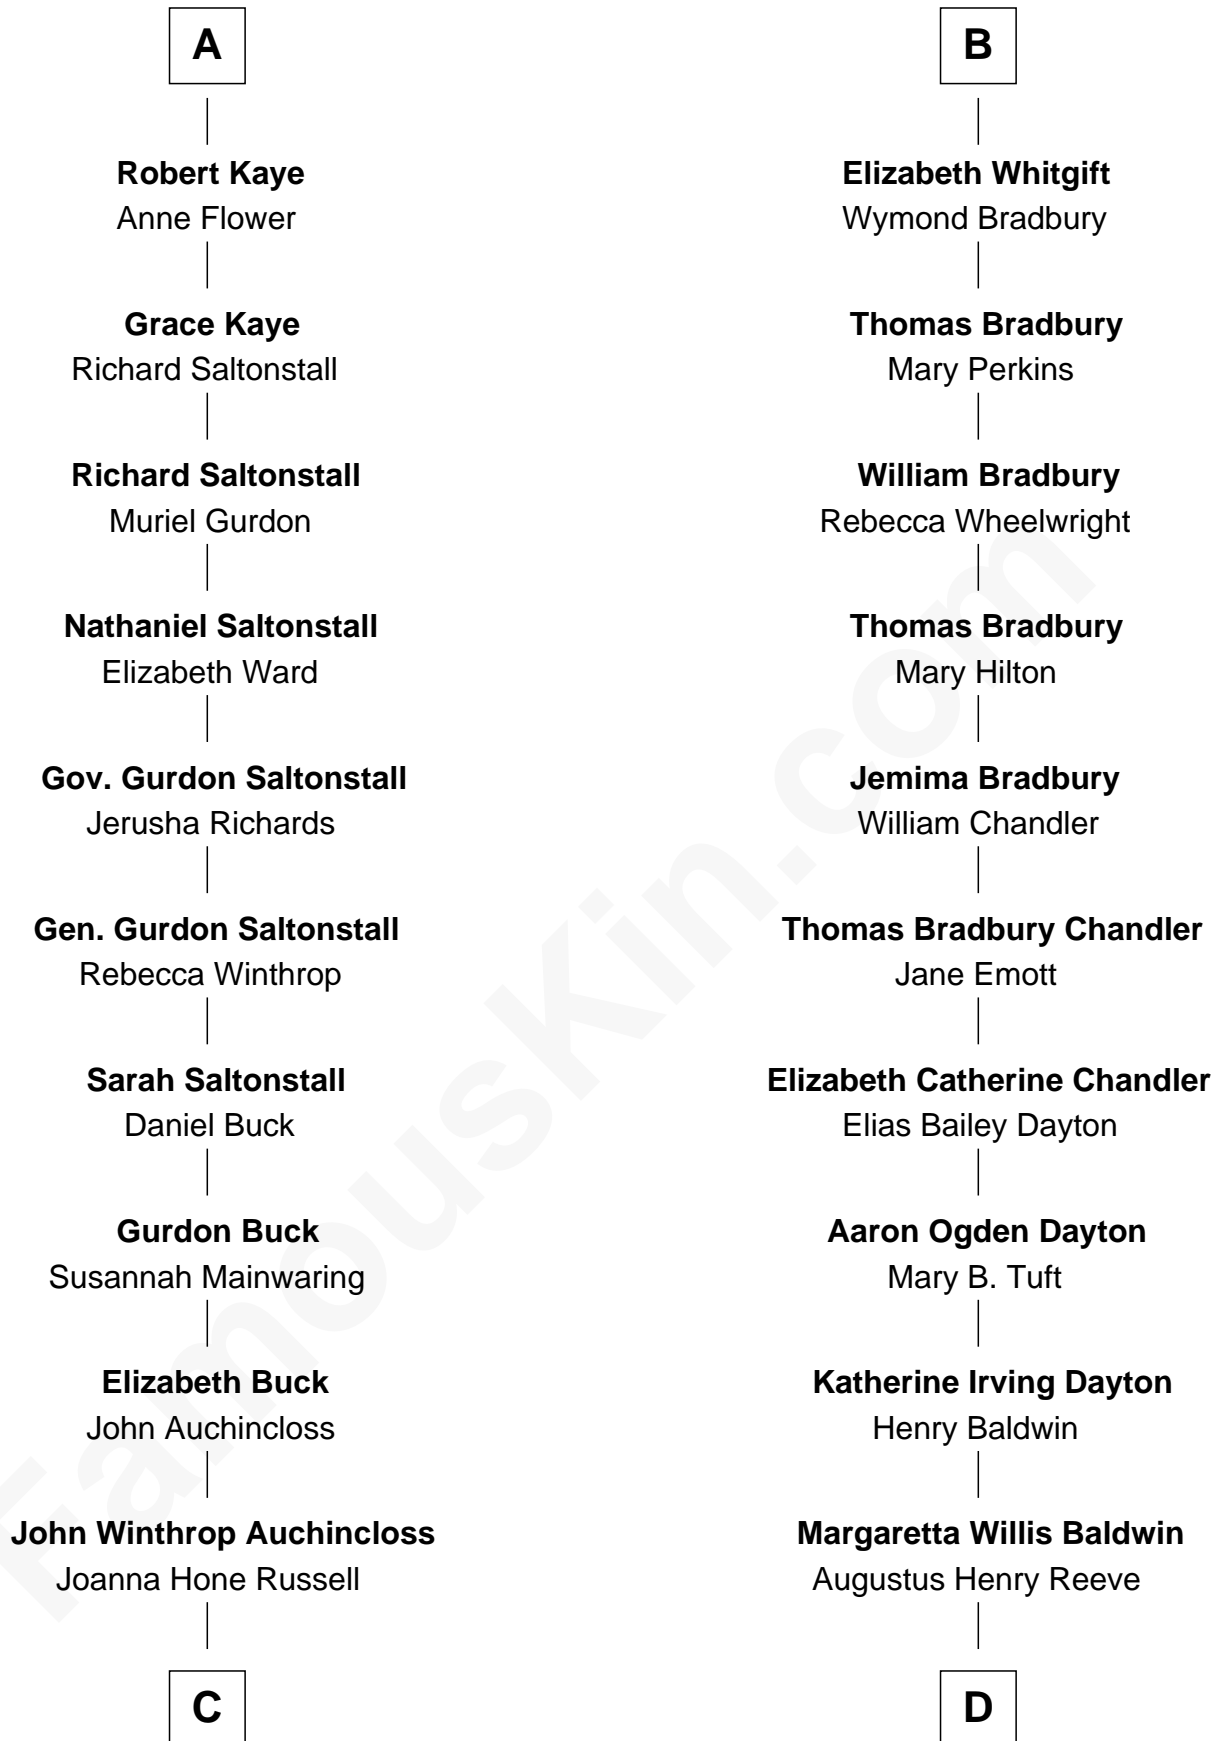 A
Robert Kaye
Anne Flower
Grace Kaye
Richard Saltonstall
Richard Saltonstall
Muriel Gurdon
Nathaniel Saltonstall
Elizabeth Ward
Gov. Gurdon Saltonstall
Jerusha Richards
Gen. Gurdon Saltonstall
Rebecca Winthrop
Sarah Saltonstall
Daniel Buck
Gurdon Buck
Susannah Mainwaring
Elizabeth Buck
John Auchincloss
John Winthrop Auchincloss
Joanna Hone Russell
C
B
Elizabeth Whitgift
Wymond Bradbury
Thomas Bradbury
Mary Perkins
William Bradbury
Rebecca Wheelwright
Thomas Bradbury
Mary Hilton
Jemima Bradbury
William Chandler
Thomas Bradbury Chandler
Jane Emott
Elizabeth Catherine Chandler
Elias Bailey Dayton
Aaron Ogden Dayton
Mary B. Tuft
Katherine Irving Dayton
Henry Baldwin
Margaretta Willis Baldwin
Augustus Henry Reeve
D
FamousKin.com